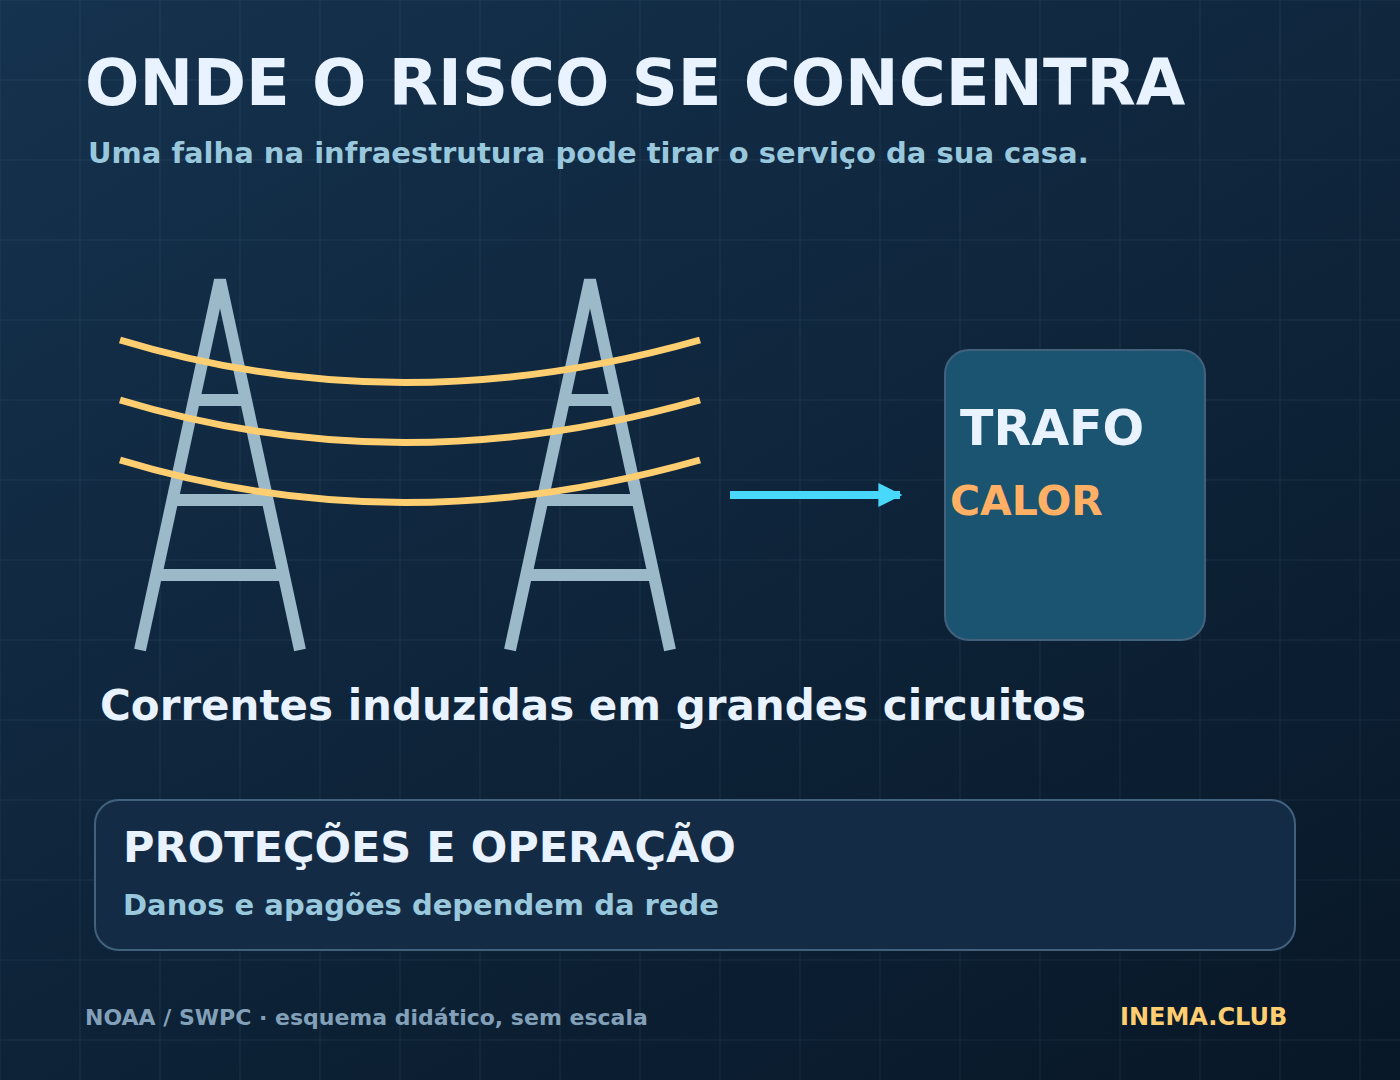 ONDE O RISCO SE CONCENTRA
Uma falha na infraestrutura pode tirar o serviço da sua casa.
TRAFO
CALOR
Correntes induzidas em grandes circuitos
PROTEÇÕES E OPERAÇÃO
Danos e apagões dependem da rede
NOAA / SWPC · esquema didático, sem escala
INEMA.CLUB